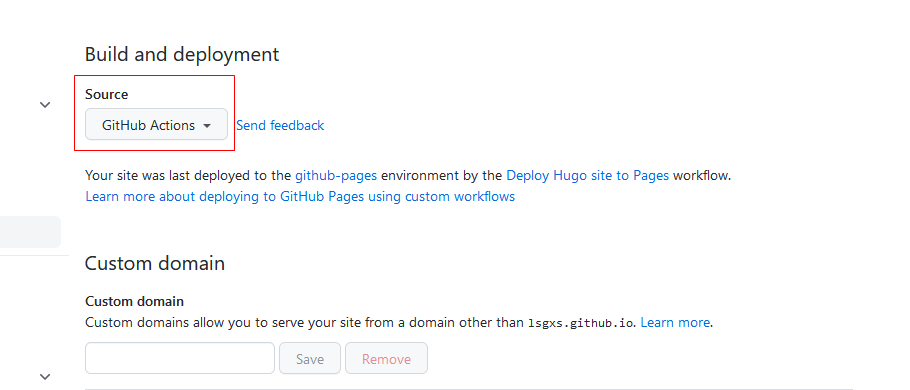 Build and deployment
Source
GitHub Actions
Send feedback
Your site was last deployed to the github-pages environment by the Deploy Hugo site to Pages workflow.
Learn more about deploying to GitHub Pages using custom workflows
Custom domain
Custom domain
Custom domains allow you to serve your site from a domain other than lsgxs.github.io. Learn more.
Save Remove